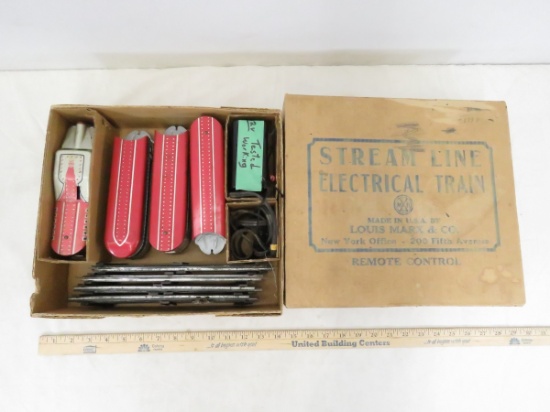 Tested
working
STREAM LINE
ELECTRICAL TRAIN
MADE IN U.S.A. BY
LOUIS MARX & CO.
New York Office - 200 Fifth Avenue
REMOTE CONTROL
United Building Centers